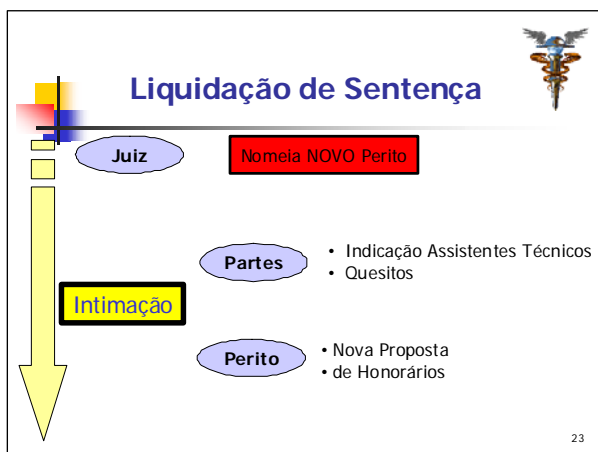 Liquidação de Sentença
Juiz
Nomeia NOVO Perito
Partes
• Indicação Assistentes Técnicos
• Quesitos
Intimação
Perito
• Nova Proposta
• de Honorários
23